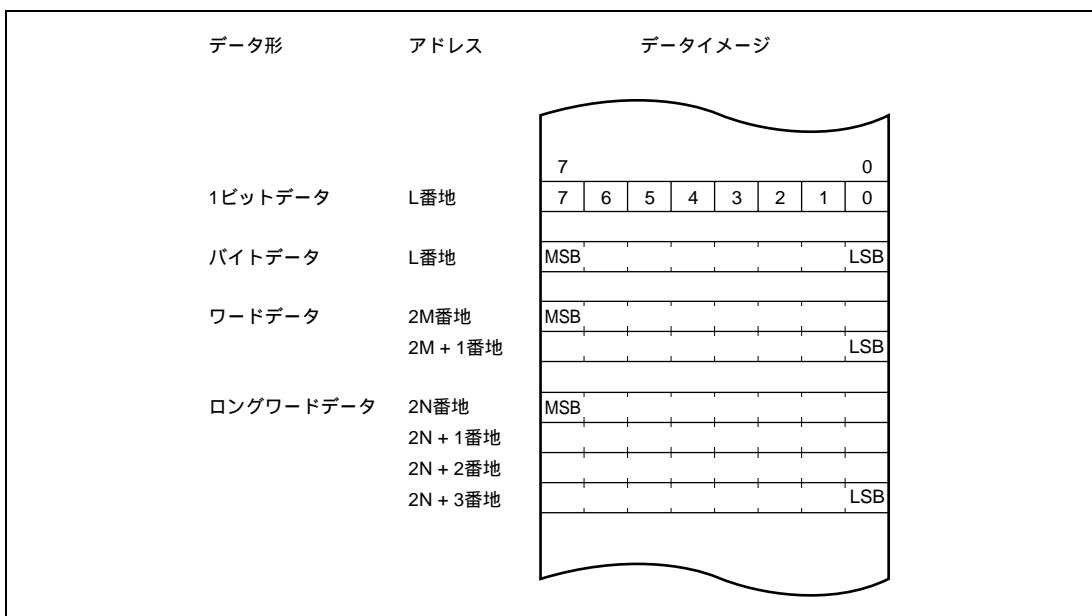 データ形 アドレス データイメージ
7 0
1ビットデータ L番地 7 6 5 4 3 2 1 0
バイトデータ L番地 MSB LSB
ワードデータ 2M番地 MSB
2M + 1番地 LSB
ロングワードデータ 2N番地 MSB
2N + 1番地
2N + 2番地
2N + 3番地 LSB